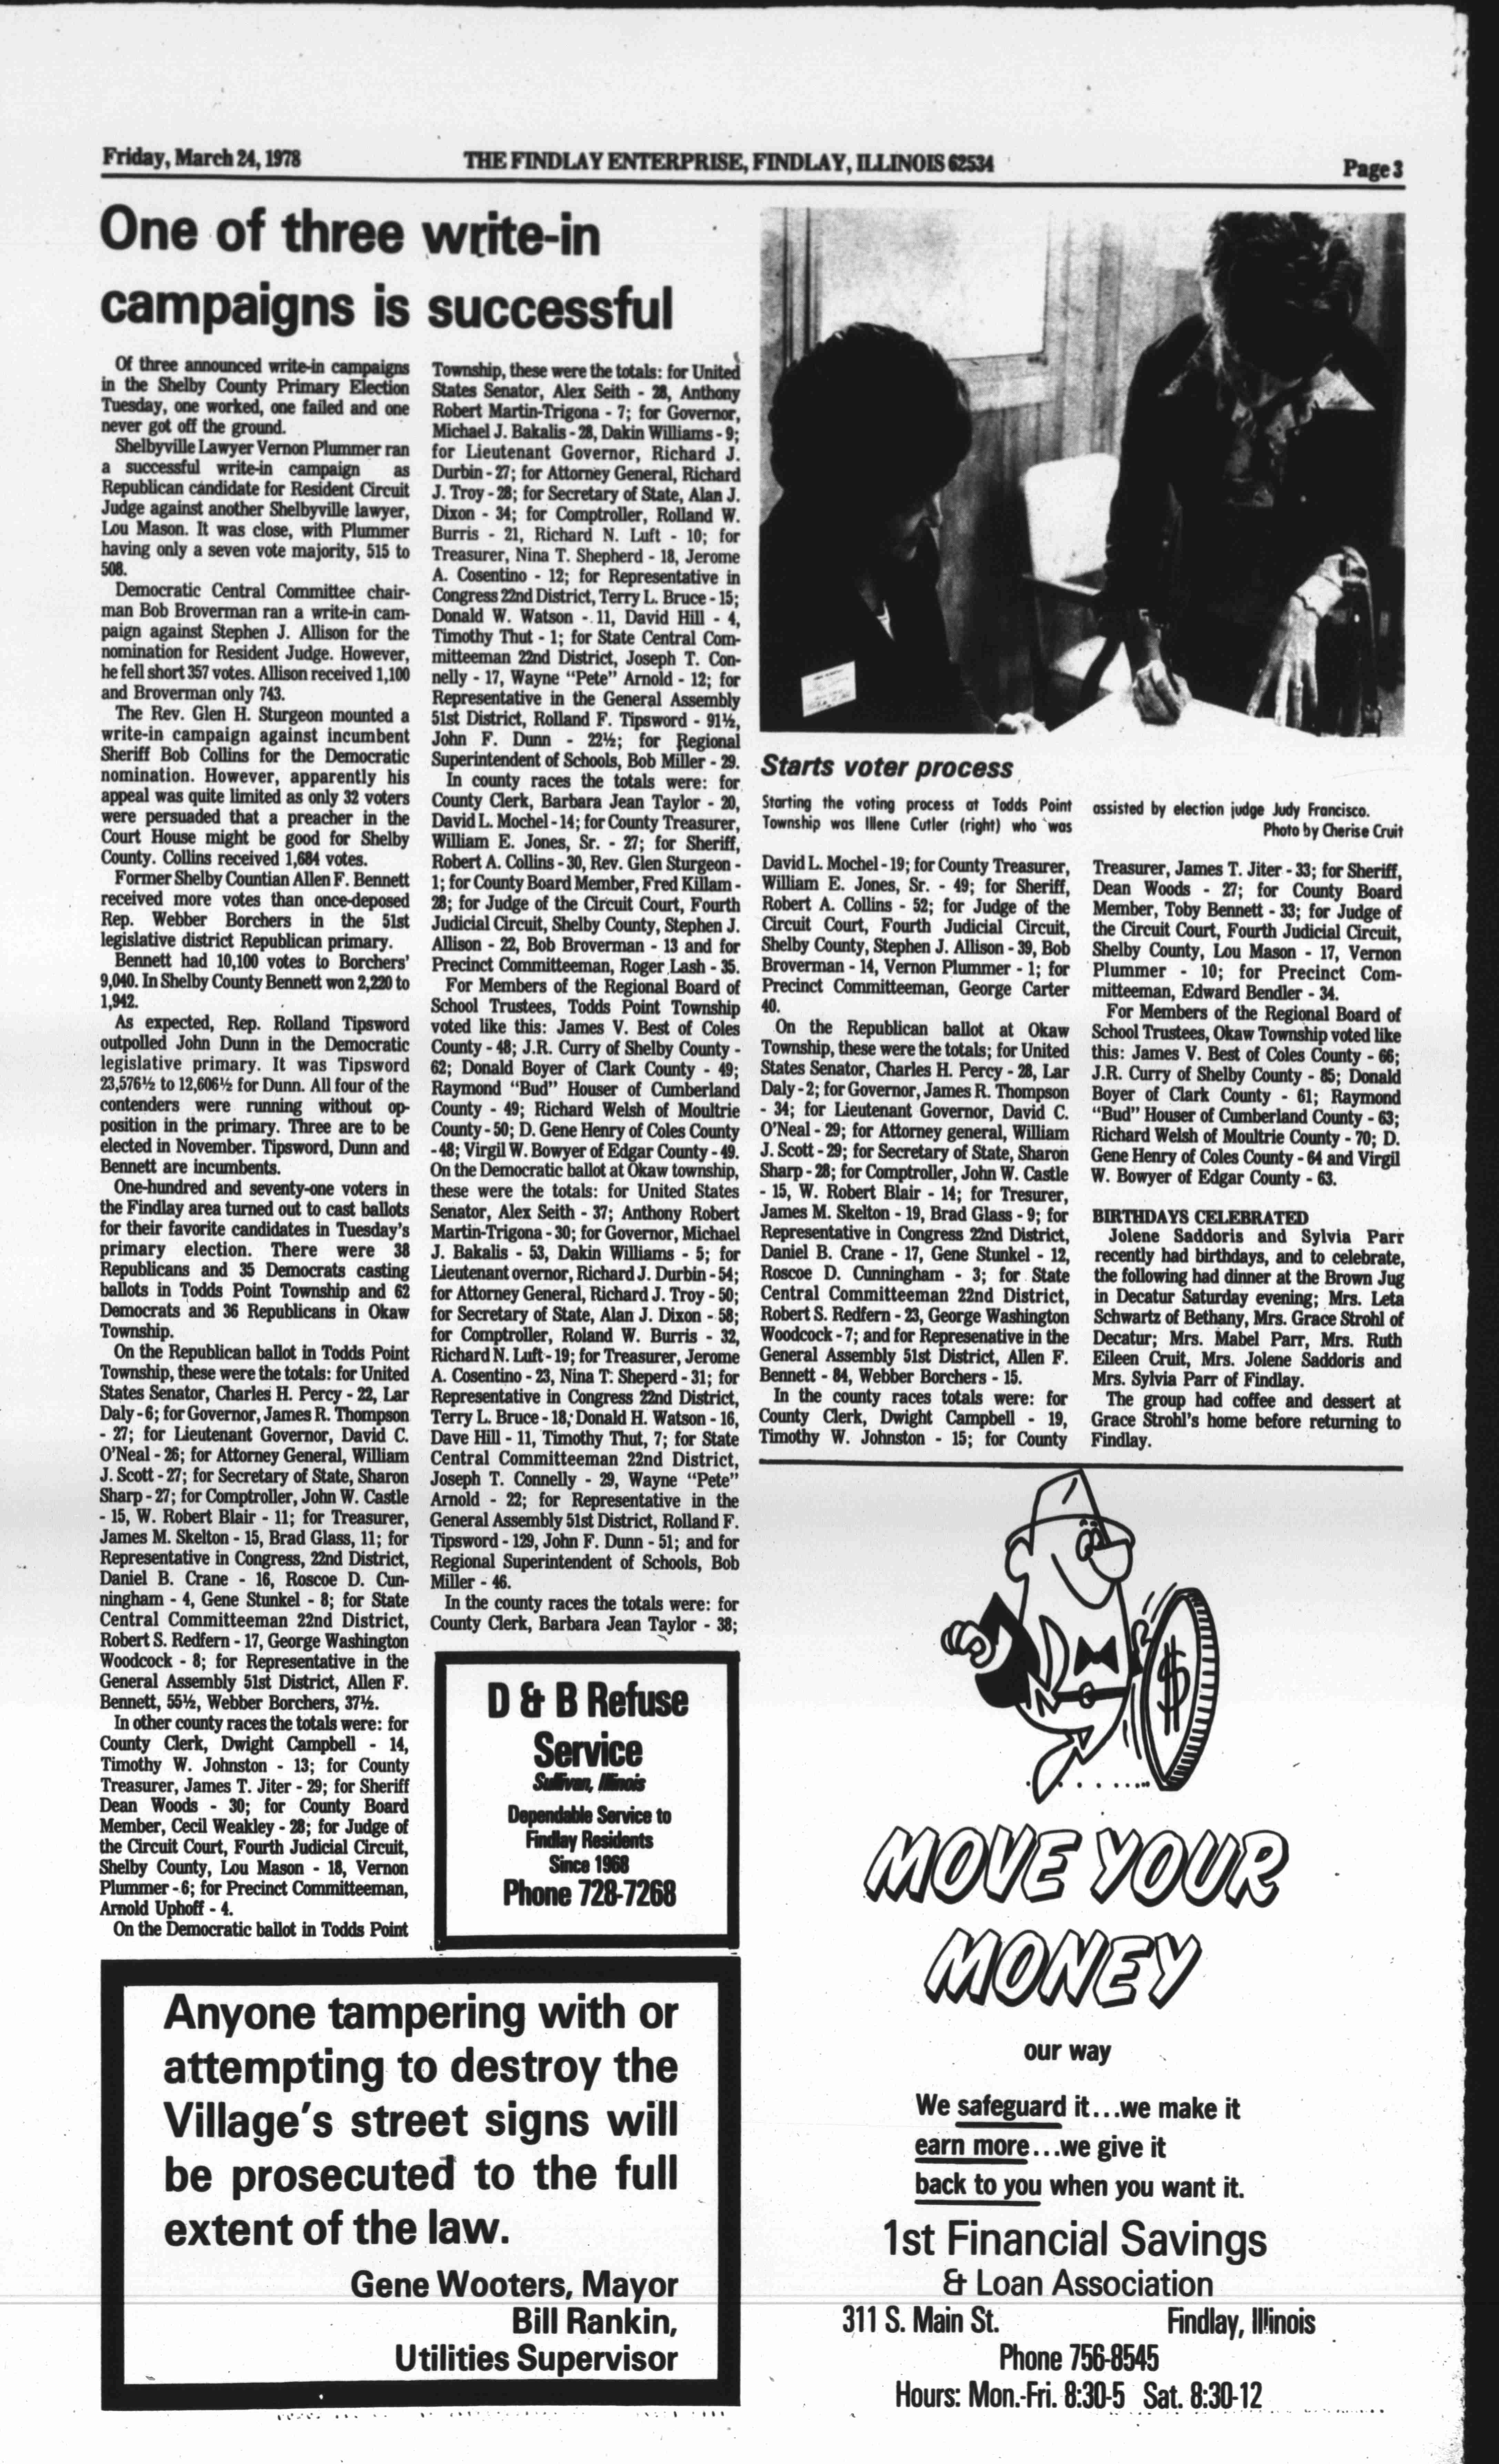 Friday, March 24, 1978
THE FINDLAY ENTERPRISE, FINDLAY, ILLINOIS 62534
Page 3
One of three write-in
campaigns is successful
Of three announced write-in campaigns
in the Shelby County Primary Election
Tuesday, one worked, one failed and one
never got off the ground.
Shelbyville Lawyer Vernon Plummer ran
a successful write-in campaign as
Republican candidate for Resident Circuit
Judge against another Shelbyville lawyer,
Lou Mason. It was close, with Plummer
having only a seven vote majority, 515 to
508.
Democratic Central Committee chair-
man Bob Broverman ran a write-in cam-
paign against Stephen J. Allison for the
nomination for Resident Judge. However,
he fell short 357 votes. Allison received 1,100
and Broverman only 743.
The Rev. Glen H. Sturgeon mounted a
write-in campaign against incumbent
Sheriff Bob Collins for the Democratic
nomination. However, apparently his
appeal was quite limited as only 32 voters
were persuaded that a preacher in the
Court House might be good for Shelby
County. Collins received 1,684 votes.
Former Shelby Countian Allen F. Bennett
received more votes than once-deposed
Rep. Webber Borchers in the 51st
legislative district Republican primary.
Bennett had 10,100 votes to Borchers'
9,040. In Shelby County Bennett won 2,220 to
1,942.
As expected, Rep. Rolland Tipsword
outpolled John Dunn in the Democratic
legislative primary. It was Tipsword
23,576½ to 12,606½ for Dunn. All four of the
contenders were running without op-
position in the primary. Three are to be
elected in November. Tipsword, Dunn and
Bennett are incumbents.
One-hundred and seventy-one voters in
the Findlay area turned out to cast ballots
for their favorite candidates in Tuesday's
primary election. There were 38
Republicans and 35 Democrats casting
ballots in Todds Point Township and 62
Democrats and 36 Republicans in Okaw
Township.
On the Republican ballot in Todds Point
Township, these were the totals: for United
States Senator, Charles H. Percy - 22, Lar
Daly - 6; for Governor, James R. Thompson
- 27; for Lieutenant Governor, David C.
O'Neal - 26; for Attorney General, William
J. Scott - 27; for Secretary of State, Sharon
Sharp - 27; for Comptroller, John W. Castle
- 15, W. Robert Blair - 11; for Treasurer,
James M. Skelton - 15, Brad Glass, 11; for
Representative in Congress, 22nd District,
Daniel B. Crane - 16, Roscoe D. Cun-
ningham - 4, Gene Stunkel - 8; for State
Central Committeeman 22nd District,
Robert S. Redfern - 17, George Washington
Woodcock - 8; for Representative in the
General Assembly 51st District, Allen F.
Bennett, 55½, Webber Borchers, 37½.
In other county races the totals were: for
County Clerk, Dwight Campbell - 14,
Timothy W. Johnston - 13; for County
Treasurer, James T. Jiter - 29; for Sheriff
Dean Woods - 30; for County Board
Member, Cecil Weakley - 28; for Judge of
the Circuit Court, Fourth Judicial Circuit,
Shelby County, Lou Mason - 18, Vernon
Plummer - 6; for Precinct Committeeman,
Arnold Uphoff - 4.
On the Democratic ballot in Todds Point
Township, these were the totals: for United
States Senator, Alex Seith - 28, Anthony
Robert Martin-Trigona - 7; for Governor,
Michael J. Bakalis - 28, Dakin Williams - 9;
for Lieutenant Governor, Richard J.
Durbin - 27; for Attorney General, Richard
J. Troy - 28; for Secretary of State, Alan J.
Dixon - 34; for Comptroller, Rolland W.
Burris - 21, Richard N. Luft - 10; for
Treasurer, Nina T. Shepherd - 18, Jerome
A. Cosentino - 12; for Representative in
Congress 22nd District, Terry L. Bruce - 15;
Donald W. Watson - 11, David Hill - 4,
Timothy Thut - 1; for State Central Com-
mitteeman 22nd District, Joseph T. Con-
nelly - 17, Wayne "Pete" Arnold - 12; for
Representative in the General Assembly
51st District, Rolland F. Tipsword - 91½,
John F. Dunn - 22½; for Regional
Superintendent of Schools, Bob Miller - 29.
In county races the totals were: for
County Clerk, Barbara Jean Taylor - 20,
David L. Mochel - 14; for County Treasurer,
William E. Jones, Sr. - 27; for Sheriff,
Robert A. Collins - 30, Rev. Glen Sturgeon -
1; for County Board Member, Fred Killam -
28; for Judge of the Circuit Court, Fourth
Judicial Circuit, Shelby County, Stephen J.
Allison - 22, Bob Broverman - 13 and for
Precinct Committeeman, Roger Lash - 35.
For Members of the Regional Board of
School Trustees, Todds Point Township
voted like this: James V. Best of Coles
County - 48; J.R. Curry of Shelby County -
62; Donald Boyer of Clark County - 49;
Raymond "Bud" Houser of Cumberland
County - 49; Richard Welsh of Moultrie
County - 50; D. Gene Henry of Coles County
- 48; Virgil W. Bowyer of Edgar County - 49.
On the Democratic ballot at Okaw township,
these were the totals: for United States
Senator, Alex Seith - 37; Anthony Robert
Martin-Trigona - 30; for Governor, Michael
J. Bakalis - 53, Dakin Williams - 5; for
Lieutenant overnor, Richard J. Durbin - 54;
for Attorney General, Richard J. Troy - 50;
for Secretary of State, Alan J. Dixon - 58;
for Comptroller, Roland W. Burris - 32,
Richard N. Luft - 19; for Treasurer, Jerome
A. Cosentino - 23, Nina T. Sheperd - 31; for
Representative in Congress 22nd District,
Terry L. Bruce - 18; Donald H. Watson - 16,
Dave Hill - 11, Timothy Thut, 7; for State
Central Committeeman 22nd District,
Joseph T. Connelly - 29, Wayne "Pete"
Arnold - 22; for Representative in the
General Assembly 51st District, Rolland F.
Tipsword - 129, John F. Dunn - 51; and for
Regional Superintendent of Schools, Bob
Miller - 46.
In the county races the totals were: for
County Clerk, Barbara Jean Taylor - 38;
Starts voter process
Starting the voting process at Todds Point
Township was Illene Cutler (right) who was
assisted by election judge Judy Francisco.
Photo by Cherise Cruit
David L. Mochel - 19; for County Treasurer,
William E. Jones, Sr. - 49; for Sheriff,
Robert A. Collins - 52; for Judge of the
Circuit Court, Fourth Judicial Circuit,
Shelby County, Stephen J. Allison - 39, Bob
Broverman - 14, Vernon Plummer - 1; for
Precinct Committeeman, George Carter
40.
On the Republican ballot at Okaw
Township, these were the totals; for United
States Senator, Charles H. Percy - 28, Lar
Daly - 2; for Governor, James R. Thompson
- 34; for Lieutenant Governor, David C.
O'Neal - 29; for Attorney general, William
J. Scott - 29; for Secretary of State, Sharon
Sharp - 28; for Comptroller, John W. Castle
- 15, W. Robert Blair - 14; for Tresurer,
James M. Skelton - 19, Brad Glass - 9; for
Representative in Congress 22nd District,
Daniel B. Crane - 17, Gene Stunkel - 12,
Roscoe D. Cunningham - 3; for State
Central Committeeman 22nd District,
Robert S. Redfern - 23, George Washington
Woodcock - 7; and for Represenative in the
General Assembly 51st District, Allen F.
Bennett - 84, Webber Borchers - 15.
In the county races totals were: for
County Clerk, Dwight Campbell - 19,
Timothy W. Johnston - 15; for County
Treasurer, James T. Jiter - 33; for Sheriff,
Dean Woods - 27; for County Board
Member, Toby Bennett - 33; for Judge of
the Circuit Court, Fourth Judicial Circuit,
Shelby County, Lou Mason - 17, Vernon
Plummer - 10; for Precinct Com-
mitteeman, Edward Bendler - 34.
For Members of the Regional Board of
School Trustees, Okaw Township voted like
this: James V. Best of Coles County - 66;
J.R. Curry of Shelby County - 85; Donald
Boyer of Clark County - 61; Raymond
"Bud" Houser of Cumberland County - 63;
Richard Welsh of Moultrie County - 70; D.
Gene Henry of Coles County - 64 and Virgil
W. Bowyer of Edgar County - 63.
BIRTHDAYS CELEBRATED
Jolene Saddoris and Sylvia Parr
recently had birthdays, and to celebrate,
the following had dinner at the Brown Jug
in Decatur Saturday evening; Mrs. Leta
Schwartz of Bethany, Mrs. Grace Strohl of
Decatur; Mrs. Mabel Parr, Mrs. Ruth
Eileen Cruit, Mrs. Jolene Saddoris and
Mrs. Sylvia Parr of Findlay.
The group had coffee and dessert at
Grace Strohl's home before returning to
Findlay.
D & B Refuse
Service
Sullivan, Illinois
Dependable Service to
Findlay Residents
Since 1968
Phone 728-7268
Anyone tampering with or
attempting to destroy the
Village's street signs will
be prosecuted to the full
extent of the law.
Gene Wooters, Mayor
Bill Rankin,
Utilities Supervisor
$
MOVE YOUR
MONEY
our way
We safeguard it...we make it
earn more...we give it
back to you when you want it.
1st Financial Savings
& Loan Association
311 S. Main St. Findlay, Illinois
Phone 756-8545
Hours: Mon.-Fri. 8:30-5 Sat. 8:30-12